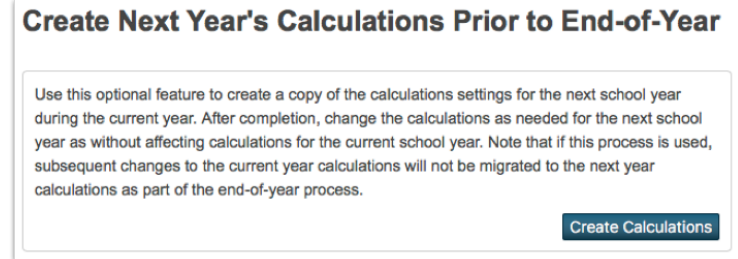 Create Next Year's Calculations Prior to End-of-Year
Use this optional feature to create a copy of the calculations settings for the next school year
during the current year. After completion, change the calculations as needed for the next school
year as without affecting calculations for the current school year. Note that if this process is used,
subsequent changes to the current year calculations will not be migrated to the next year
calculations as part of the end-of-year process.
Create Calculations